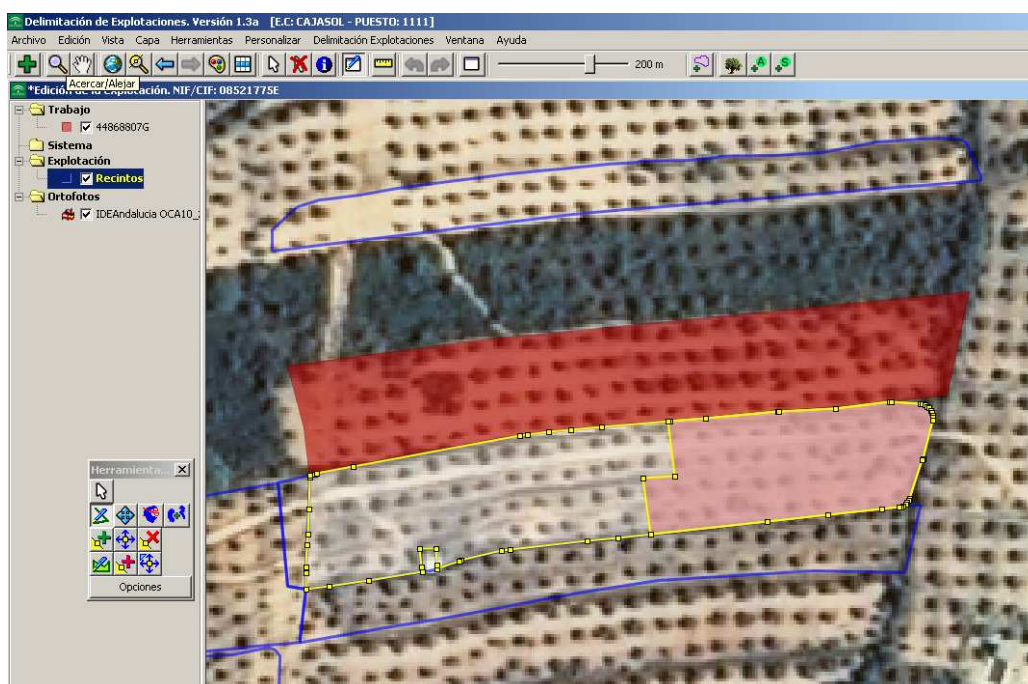 Delimitación de Explotaciones. Versión 1.3a [E.C: CAJASOL - PUESTO: 1111]
Archivo Edición Vista Capa Herramientas Personalizar Delimitación Explotaciones Ventana Ayuda
200 m
Acercar/Alejar
*Edición de la Explotación. NIF/CIF: 08521775E
Trabajo
44868807G
Sistema
Explotación
Recintos
Ortofotos
IDEAndalucia OCA10_
Herramienta...
Opciones